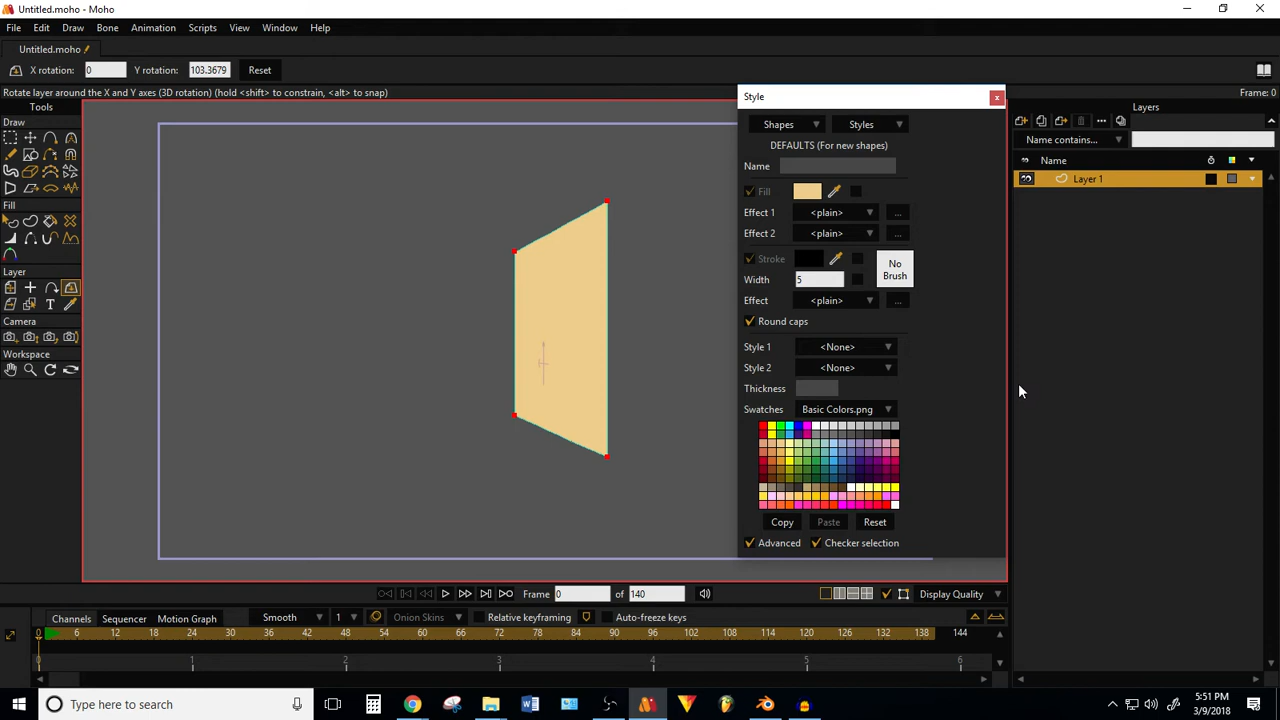 Untitled.moho - Moho
File Edit Draw Bone Animation Scripts View Window Help
Untitled.moho
X rotation: 0 Y rotation: 103.3679 Reset
Rotate layer around the X and Y axes (3D rotation) (hold <shift> to constrain, <alt> to snap)
Frame: 0
Tools
Draw
Fill
Layer
Camera
Workspace
Style
Shapes Styles
DEFAULTS (For new shapes)
Name
Fill
Effect 1 <plain> ...
Effect 2 <plain> ...
Stroke
No Brush
Width 5
Effect <plain> ...
Round caps
Style 1 <None>
Style 2 <None>
Thickness
Swatches Basic Colors.png
Copy Paste Reset
Advanced Checker selection
Layers
Name contains...
Name
Layer 1
Frame 0 of 140
Display Quality
Channels Sequencer Motion Graph Smooth 1 Onion Skins Relative keyframing Auto-freeze keys
0 6 12 18 24 30 36 42 48 54 60 66 72 78 84 90 96 102 108 114 120 126 132 138 144
0 1 2 3 4 5 6
Type here to search
5:51 PM
3/9/2018